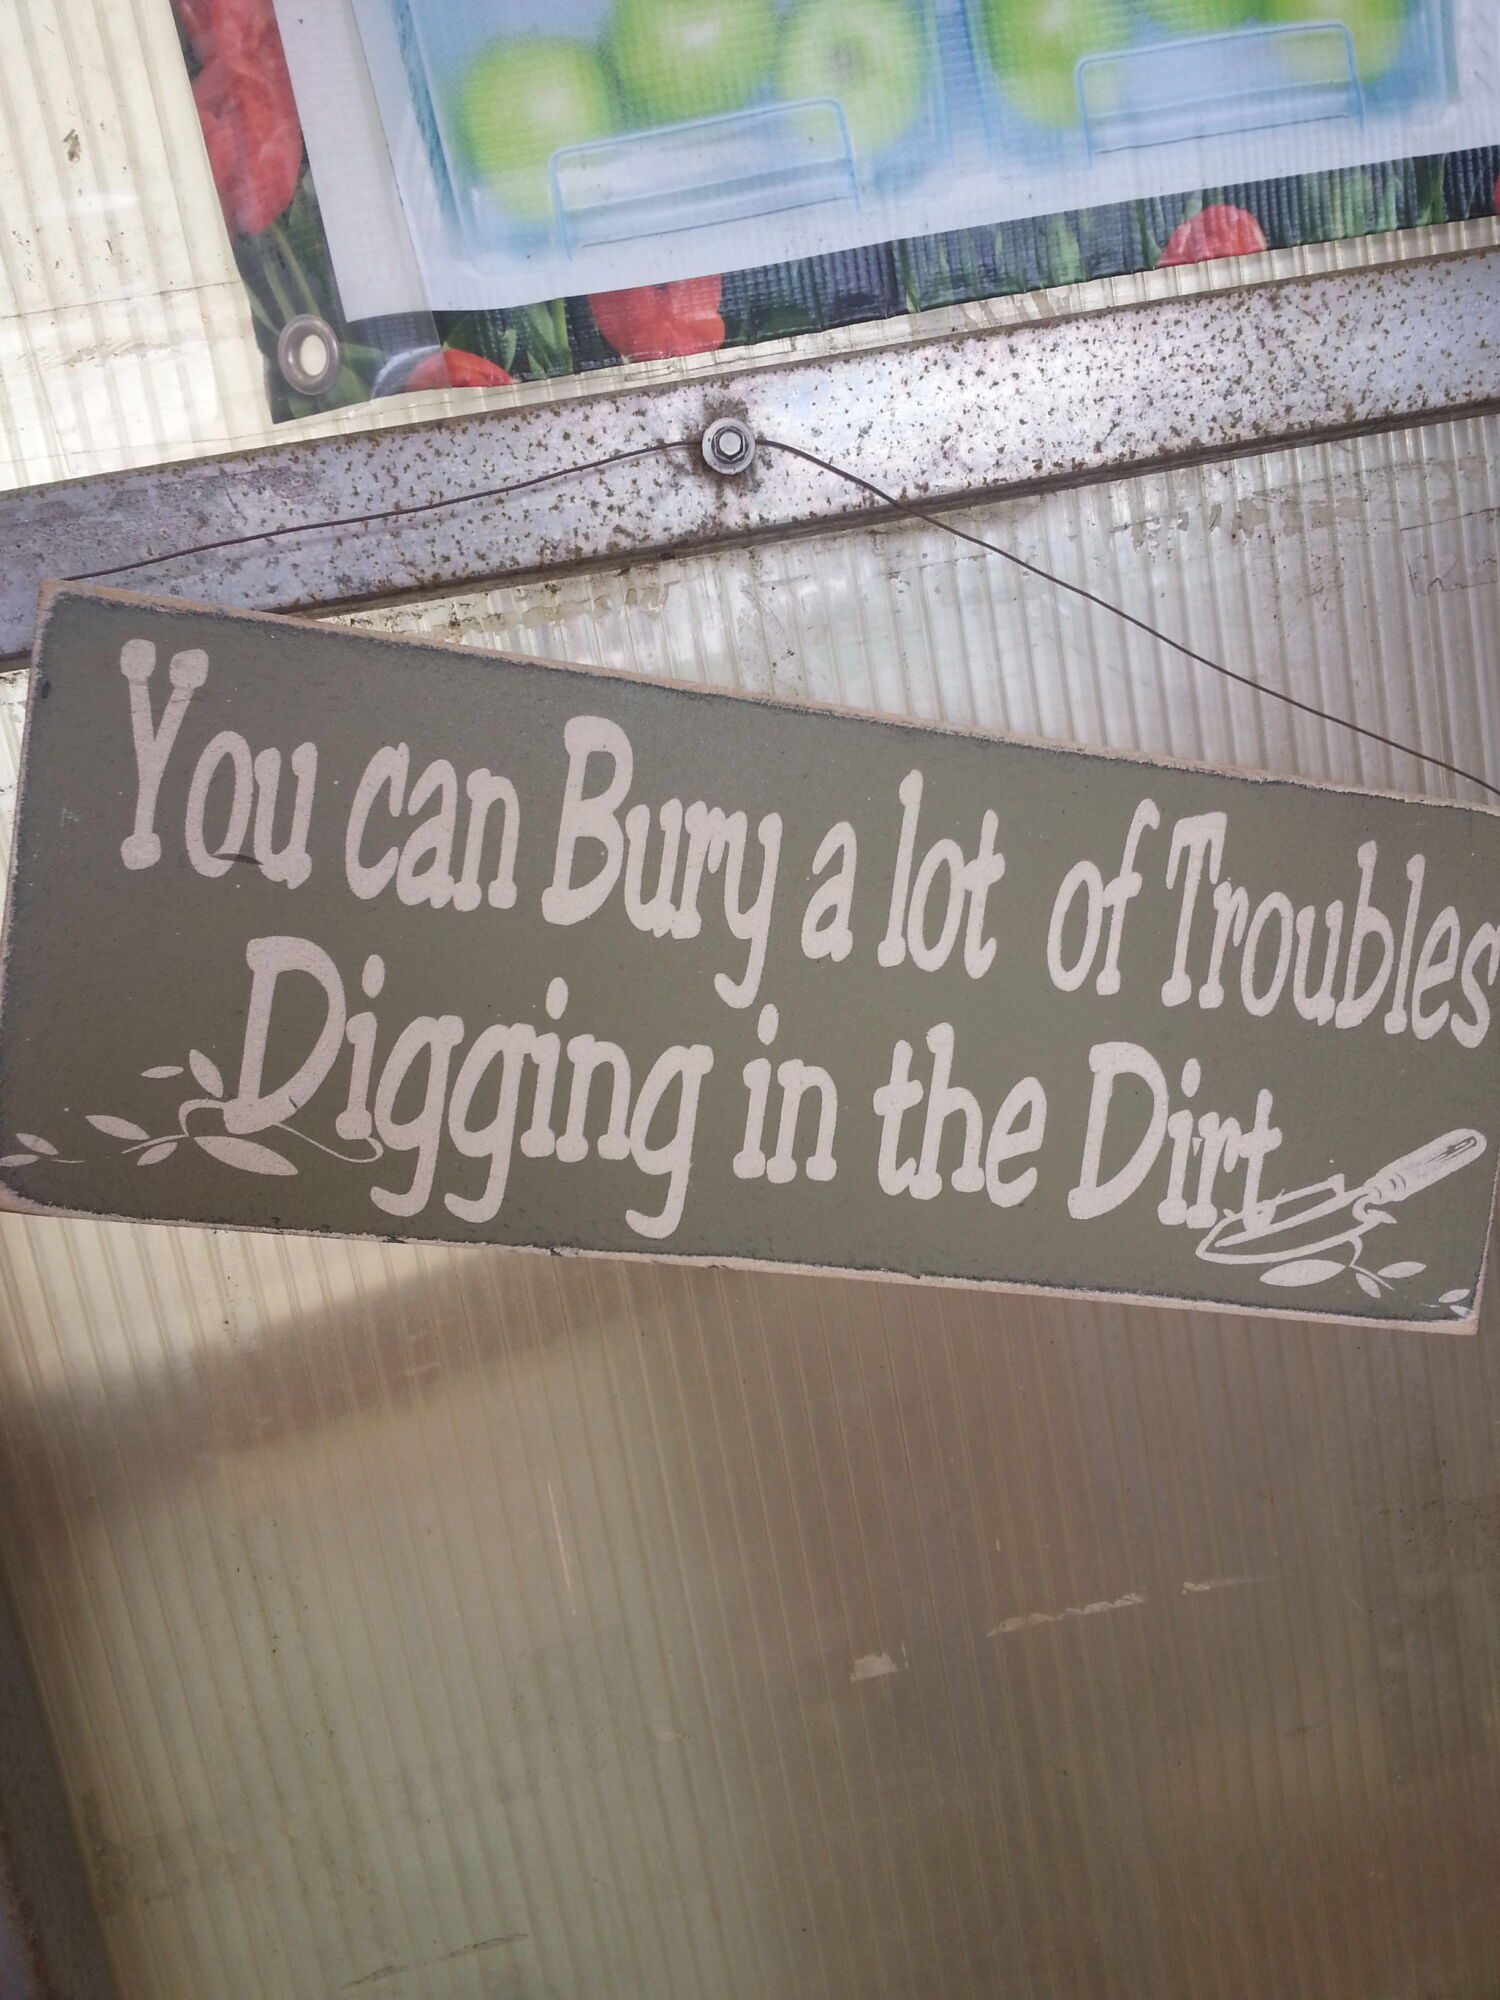 You can Bury a lot of Troubles
Digging in the Dirt